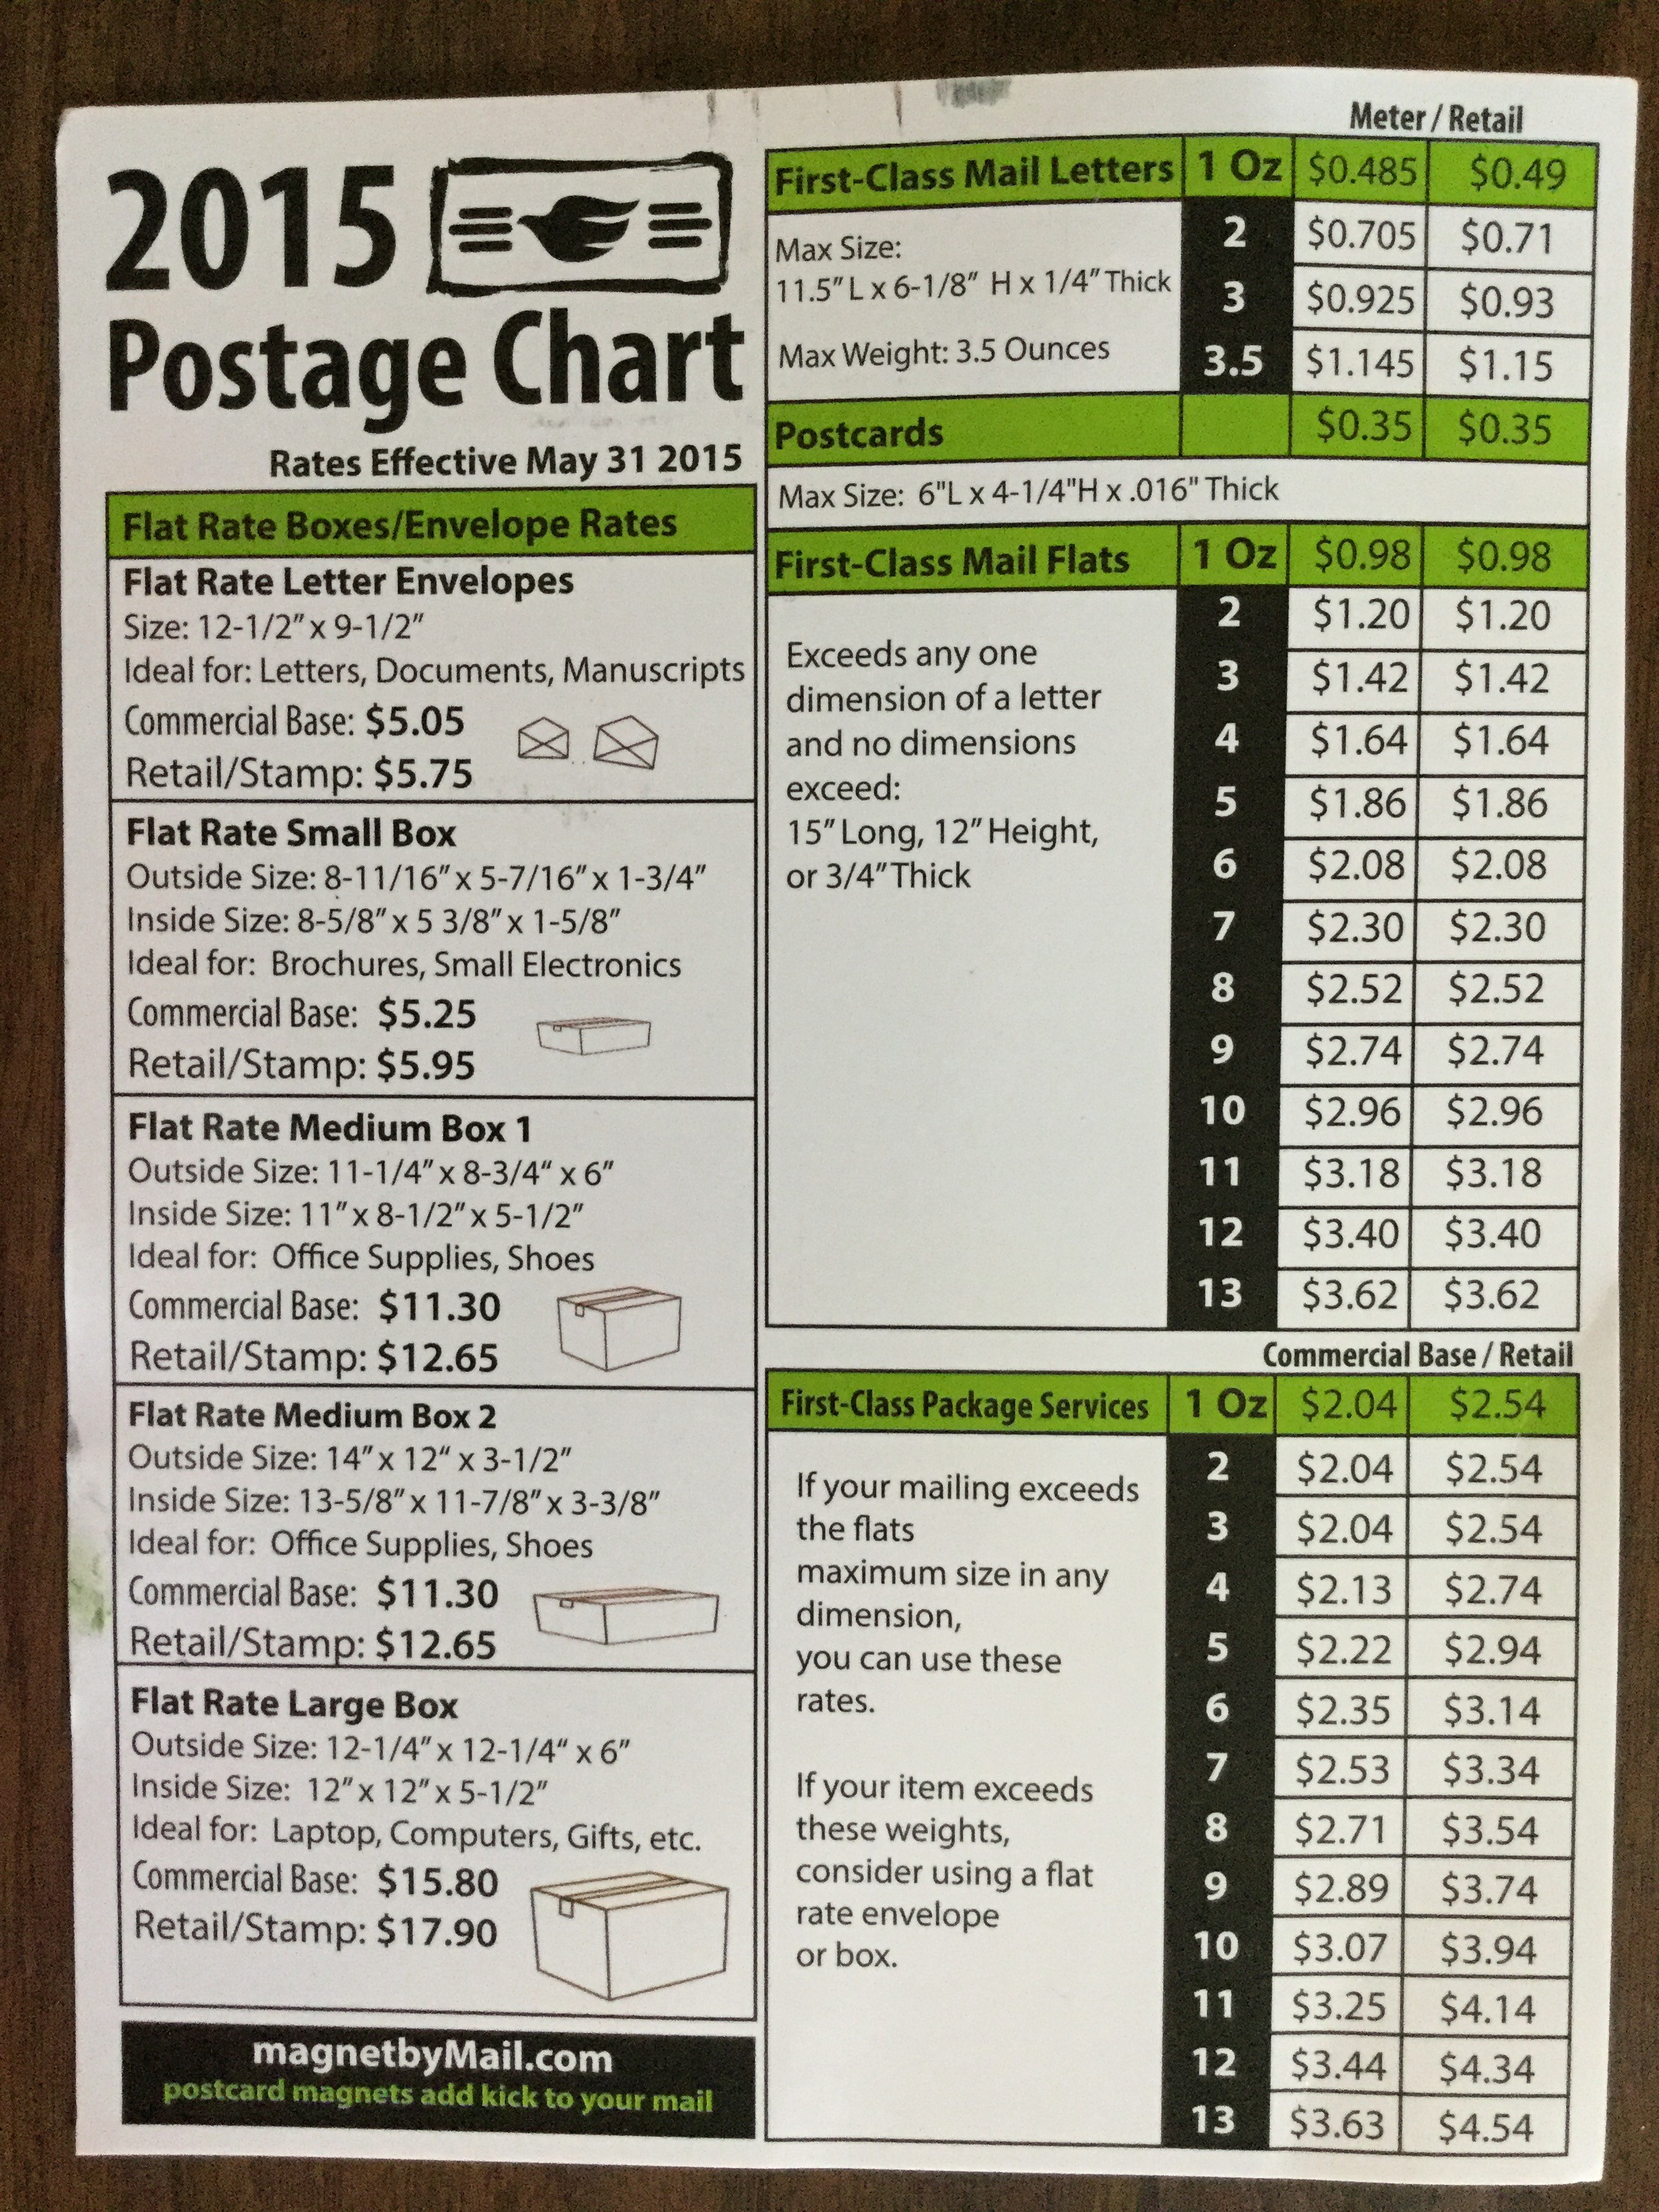 2015
Postage Chart
Rates Effective May 31 2015
Flat Rate Boxes/Envelope Rates
Flat Rate Letter Envelopes
Size: 12-1/2" x 9-1/2"
Ideal for: Letters, Documents, Manuscripts
Commercial Base: $5.05
Retail/Stamp: $5.75
Flat Rate Small Box
Outside Size: 8-11/16" x 5-7/16" x 1-3/4"
Inside Size: 8-5/8" x 5 3/8" x 1-5/8"
Ideal for: Brochures, Small Electronics
Commercial Base: $5.25
Retail/Stamp: $5.95
Flat Rate Medium Box 1
Outside Size: 11-1/4" x 8-3/4" x 6"
Inside Size: 11" x 8-1/2" x 5-1/2"
Ideal for: Office Supplies, Shoes
Commercial Base: $11.30
Retail/Stamp: $12.65
Flat Rate Medium Box 2
Outside Size: 14" x 12" x 3-1/2"
Inside Size: 13-5/8" x 11-7/8" x 3-3/8"
Ideal for: Office Supplies, Shoes
Commercial Base: $11.30
Retail/Stamp: $12.65
Flat Rate Large Box
Outside Size: 12-1/4" x 12-1/4" x 6"
Inside Size: 12" x 12" x 5-1/2"
Ideal for: Laptop, Computers, Gifts, etc.
Commercial Base: $15.80
Retail/Stamp: $17.90
magnetbyMail.com
postcard magnets add kick to your mail
Meter / Retail
First-Class Mail Letters 1 Oz $0.485 $0.49
Max Size:
11.5" L x 6-1/8" H x 1/4" Thick
Max Weight: 3.5 Ounces
2 $0.705 $0.71
3 $0.925 $0.93
3.5 $1.145 $1.15
Postcards $0.35 $0.35
Max Size: 6"L x 4-1/4"H x .016" Thick
First-Class Mail Flats 1 Oz $0.98 $0.98
Exceeds any one
dimension of a letter
and no dimensions
exceed:
15" Long, 12" Height,
or 3/4" Thick
2 $1.20 $1.20
3 $1.42 $1.42
4 $1.64 $1.64
5 $1.86 $1.86
6 $2.08 $2.08
7 $2.30 $2.30
8 $2.52 $2.52
9 $2.74 $2.74
10 $2.96 $2.96
11 $3.18 $3.18
12 $3.40 $3.40
13 $3.62 $3.62
Commercial Base / Retail
First-Class Package Services 1 Oz $2.04 $2.54
If your mailing exceeds
the flats
maximum size in any
dimension,
you can use these
rates.
If your item exceeds
these weights,
consider using a flat
rate envelope
or box.
2 $2.04 $2.54
3 $2.04 $2.54
4 $2.13 $2.74
5 $2.22 $2.94
6 $2.35 $3.14
7 $2.53 $3.34
8 $2.71 $3.54
9 $2.89 $3.74
10 $3.07 $3.94
11 $3.25 $4.14
12 $3.44 $4.34
13 $3.63 $4.54